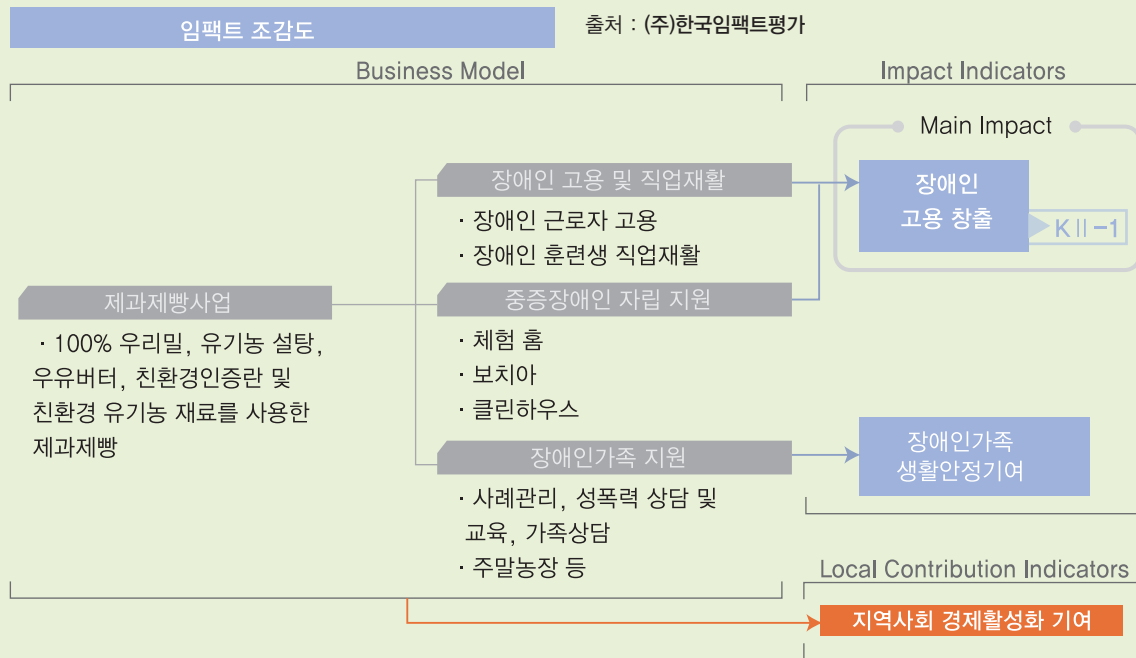 임팩트 조감도
출처 : (주)한국임팩트평가
Business Model
Impact Indicators
Main Impact
제과제빵사업
· 100% 우리밀, 유기농 설탕,
우유버터, 친환경인증란 및
친환경 유기농 재료를 사용한
제과제빵
장애인 고용 및 직업재활
· 장애인 근로자 고용
· 장애인 훈련생 직업재활
중증장애인 자립 지원
· 체험 홈
· 보치아
· 클린하우스
장애인가족 지원
· 사례관리, 성폭력 상담 및
교육, 가족상담
· 주말농장 등
장애인
고용 창출
KⅡ-1
장애인가족
생활안정기여
Local Contribution Indicators
지역사회 경제활성화 기여